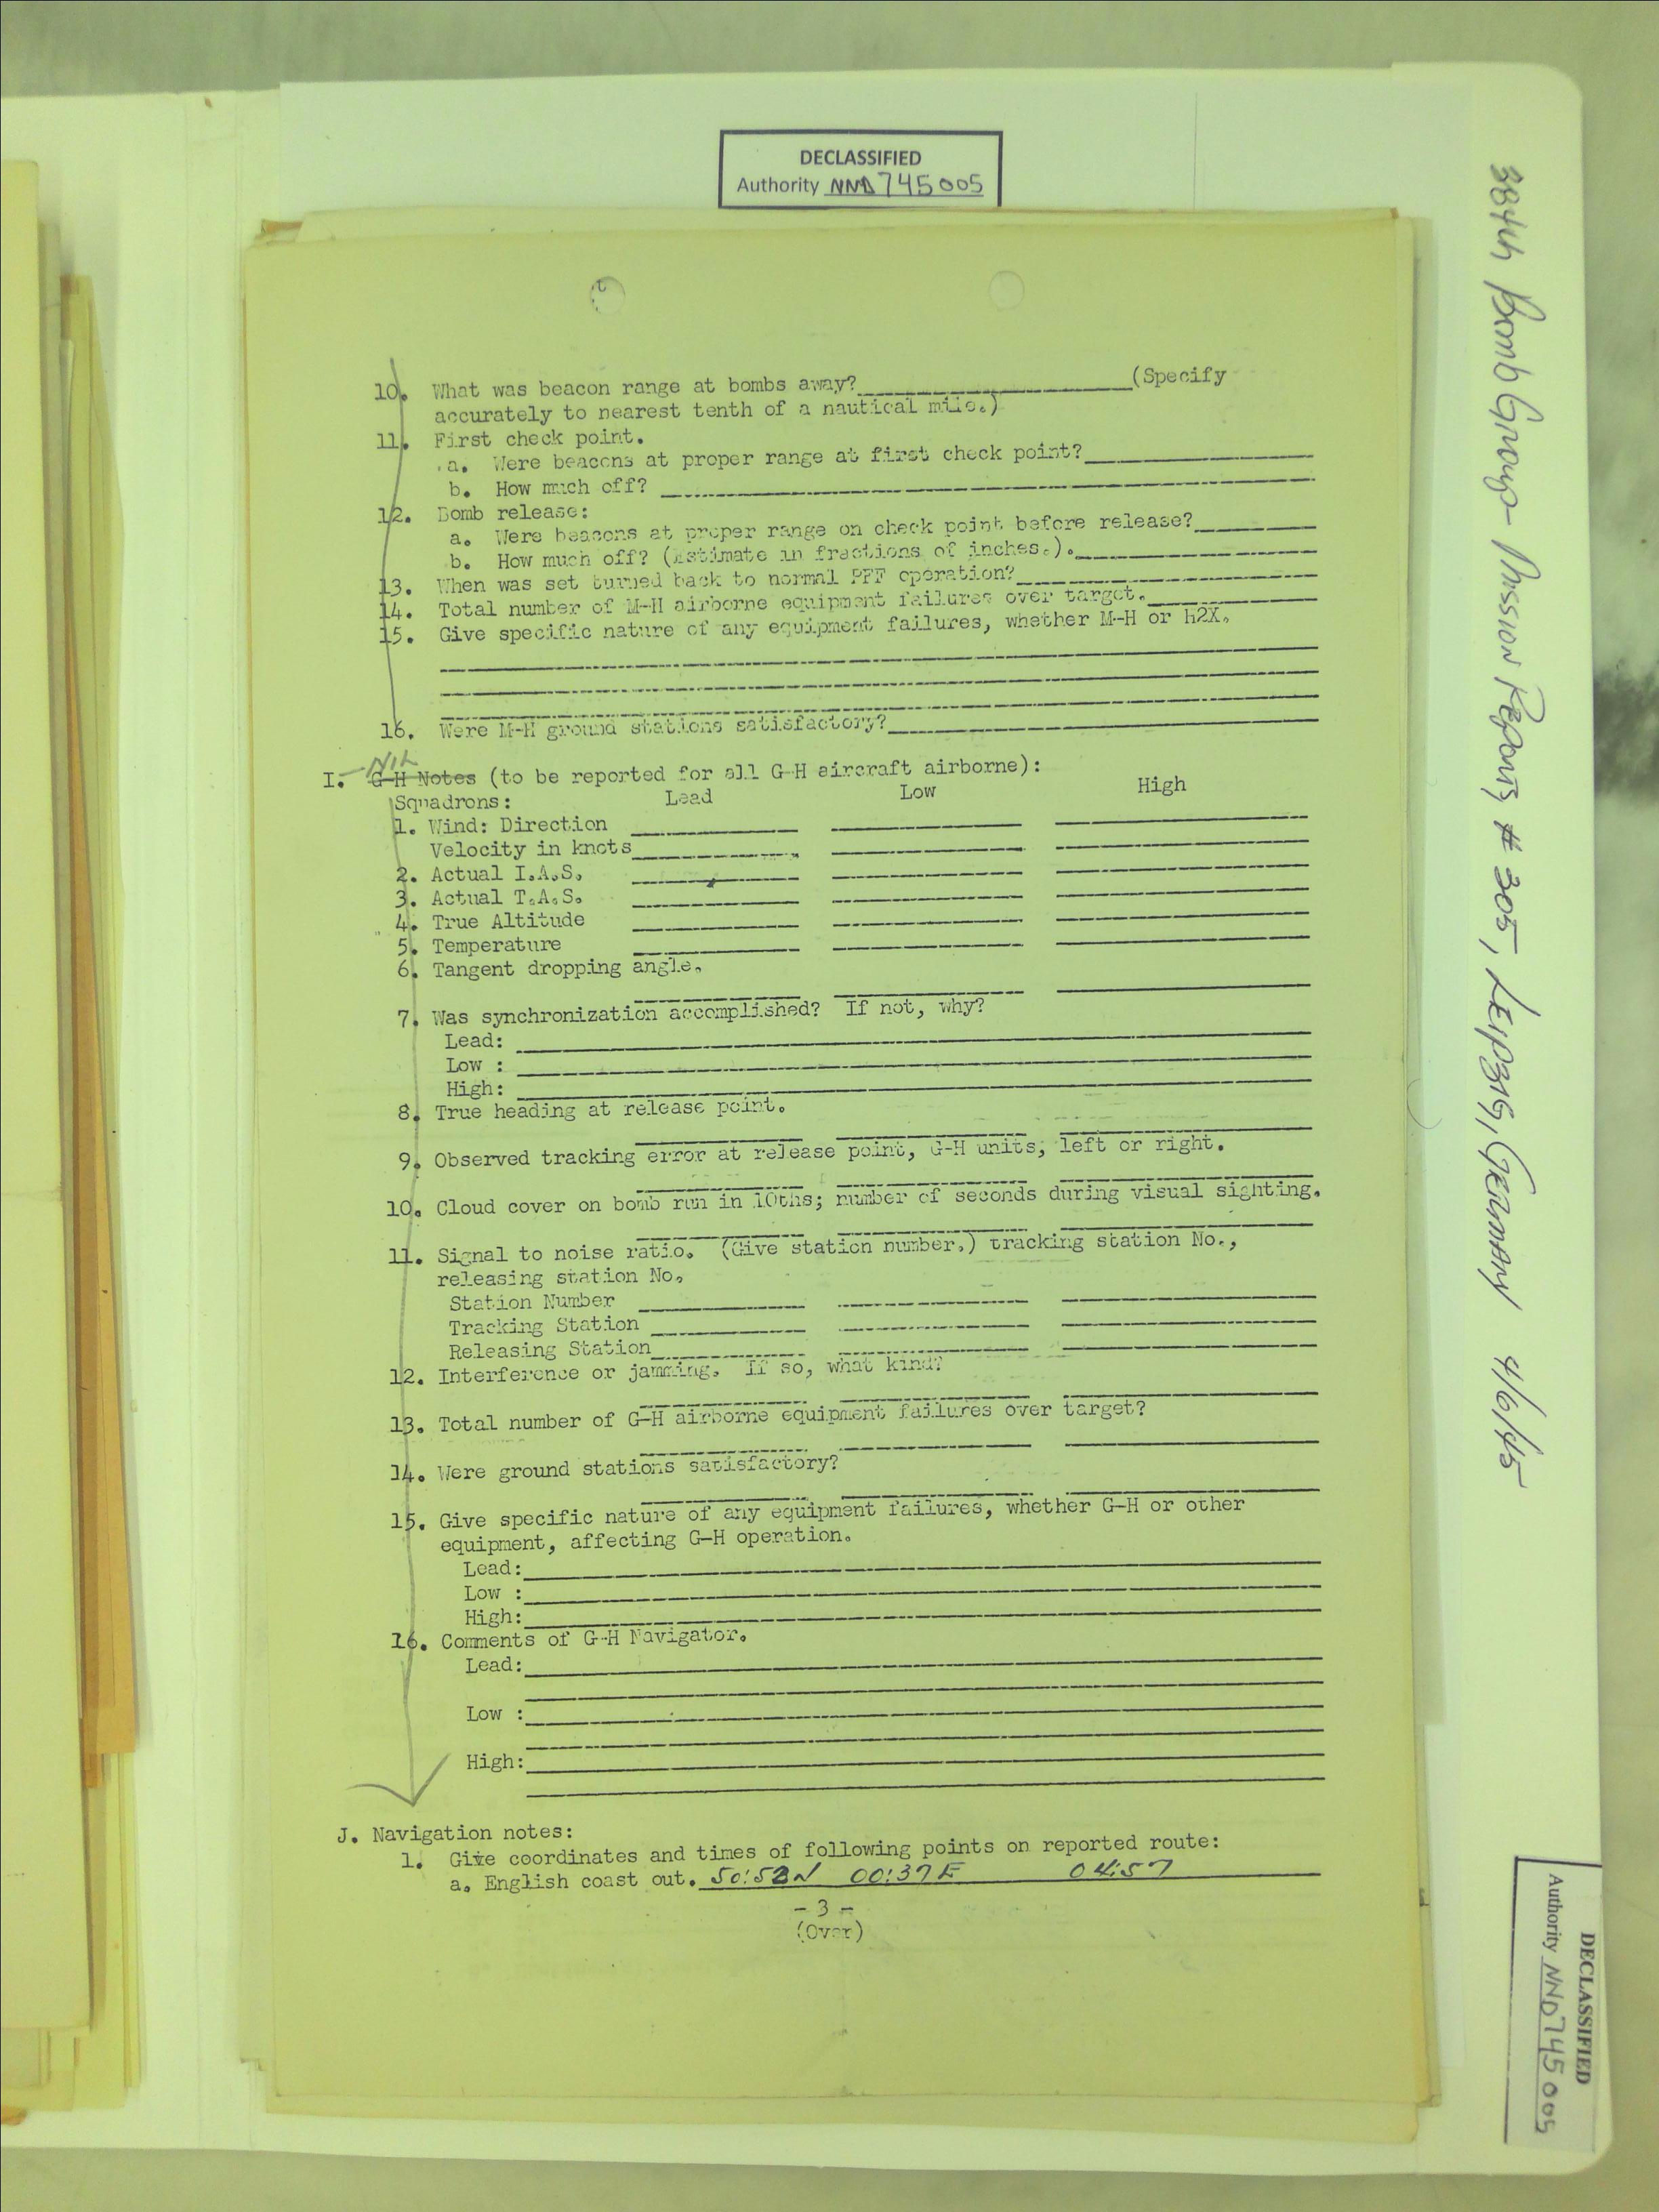 DECLASSIFIED
Authority NND 745005
10. What was beacon range at bombs away? (Specify
accurately to nearest tenth of a nautical mile.)
11. First check point.
a. Were beacons at proper range at first check point?
b. How much off?
12. Bomb release:
a. Were beacons at proper range on check point before release?
b. How much off? (Estimate in fractions of inches.).
13. When was set turned back to normal PFF operation?
14. Total number of M-H airborne equipment failures over target.
15. Give specific nature of any equipment failures, whether M-H or h2X.
16. Were M-H ground stations satisfactory?
NIL
I. G-H Notes (to be reported for all G-H aircraft airborne):
Squadrons: Lead Low High
1. Wind: Direction
Velocity in knots
2. Actual I.A.S.
3. Actual T.A.S.
4. True Altitude
5. Temperature
6. Tangent dropping angle.
7. Was synchronization accomplished? If not, why?
Lead:
Low :
High:
8. True heading at release point.
9. Observed tracking error at release point, G-H units, left or right.
10. Cloud cover on bomb run in 10ths; number of seconds during visual sighting.
11. Signal to noise ratio. (Give station number.) tracking station No.,
releasing station No.
Station Number
Tracking Station
Releasing Station
12. Interference or jamming. If so, what kind?
13. Total number of G-H airborne equipment failures over target?
14. Were ground stations satisfactory?
15. Give specific nature of any equipment failures, whether G-H or other
equipment, affecting G-H operation.
Lead:
Low :
High:
16. Comments of G-H Navigator.
Lead:
Low :
High:
J. Navigation notes:
1. Give coordinates and times of following points on reported route:
a. English coast out. 50:52N 00:37E 04:57
- 3 -
(Over)
384th Bomb Group - Mission Reports # 305, Leipzig, Germany 4/6/45
DECLASSIFIED
Authority NND 745005